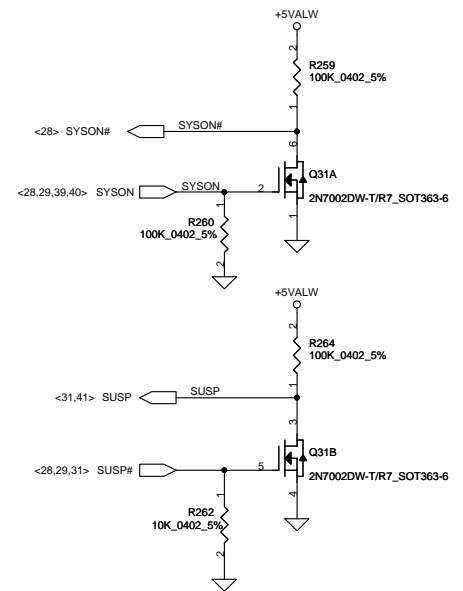 +5VALW
2
R259
100K_0402_5%
1
<28> SYSON#
SYSON#
6
Q31A
<28,29,39,40> SYSON
SYSON
2
2N7002DW-T/R7_SOT363-6
1
R260
100K_0402_5%
1
2
+5VALW
2
R264
100K_0402_5%
1
<31,41> SUSP
SUSP
3
Q31B
<28,29,31> SUSP#
5
2N7002DW-T/R7_SOT363-6
4
1
R262
10K_0402_5%
2